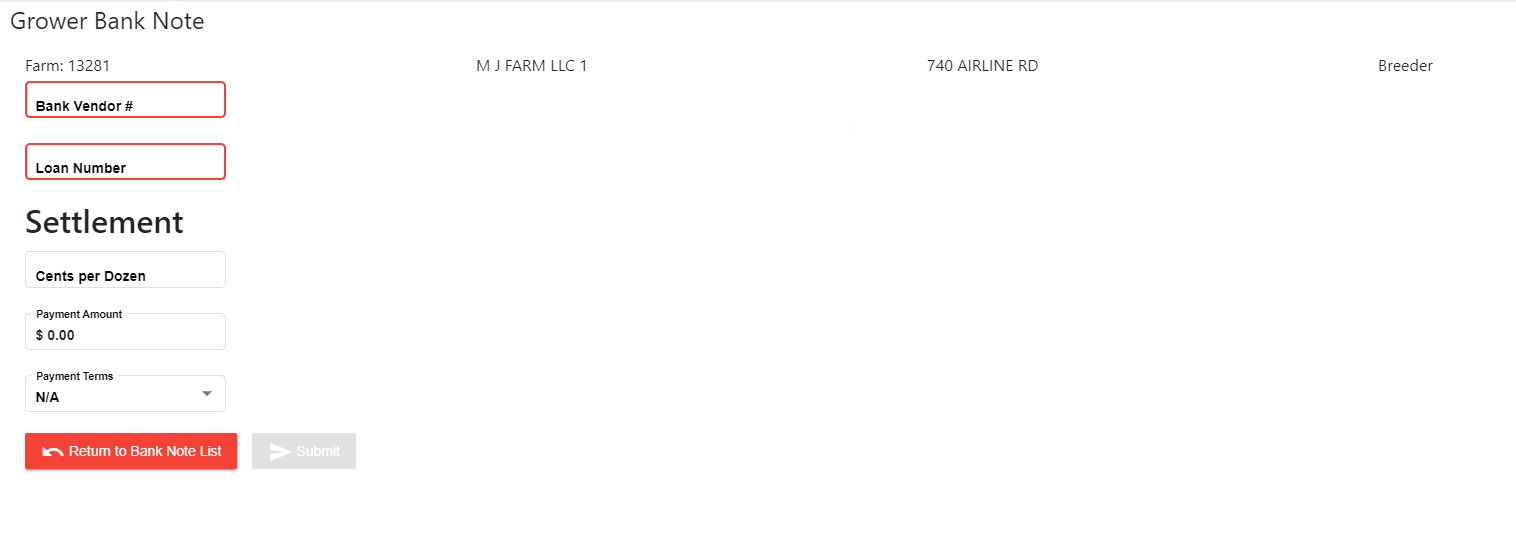 Grower Bank Note
Farm: 13281 M J FARM LLC 1 740 AIRLINE RD Breeder
Bank Vendor #
Loan Number
Settlement
Cents per Dozen
Payment Amount
$ 0.00
Payment Terms
N/A
Return to Bank Note List Submit